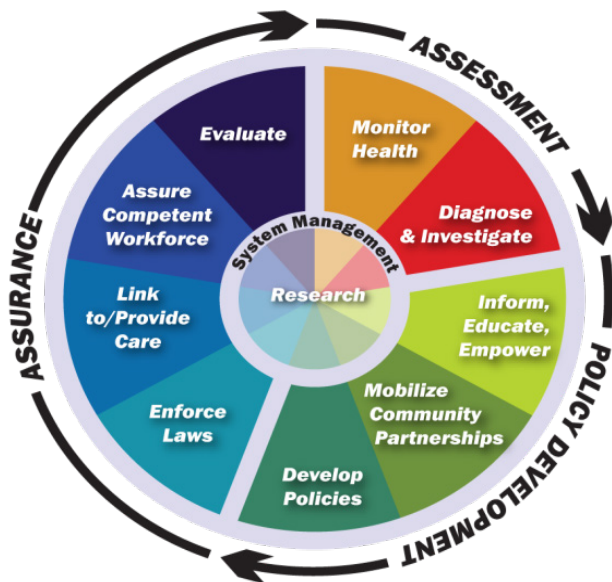 ASSESSMENT
Monitor
Health
Diagnose
& Investigate
POLICY DEVELOPMENT
Inform,
Educate,
Empower
Mobilize
Community
Partnerships
Develop
Policies
ASSURANCE
Enforce
Laws
Link
to/Provide
Care
Assure
Competent
Workforce
Evaluate
System Management
Research